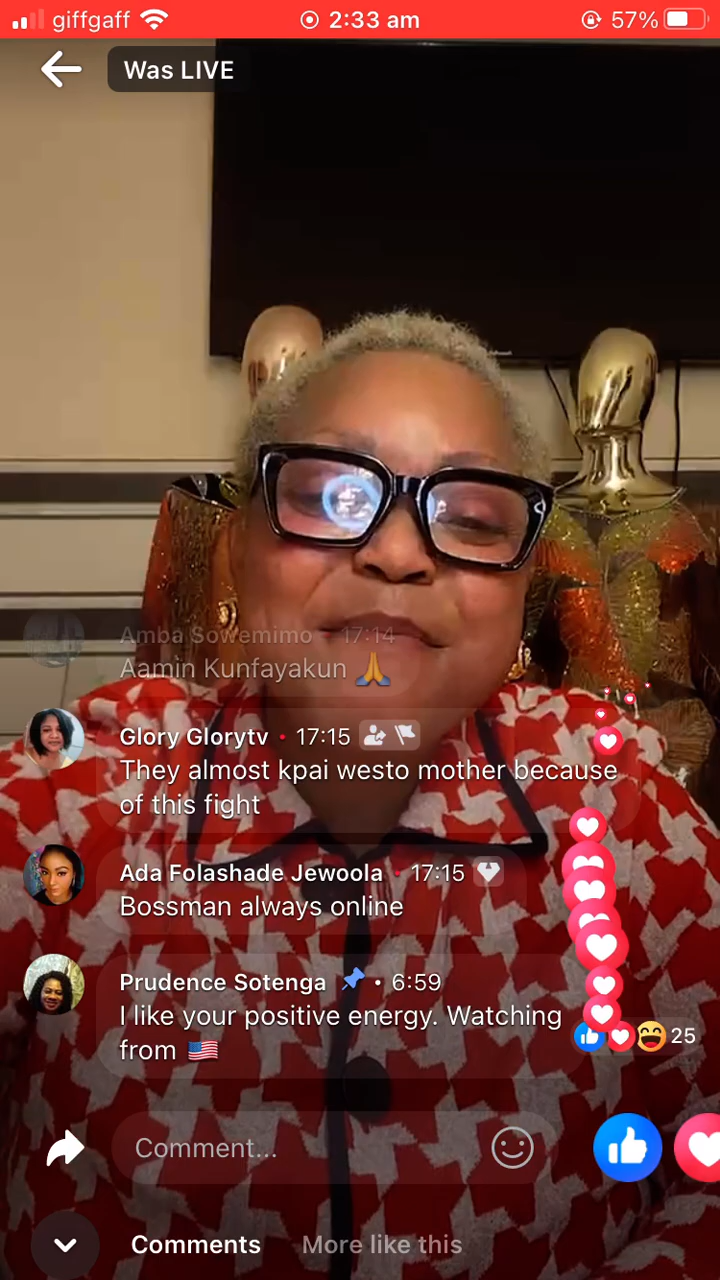 giffgaff 2:33 am 57%
Was LIVE
Amba Sowemimo 17:14
Aamin Kunfayakun 🙏
Glory Glorytv • 17:15
They almost kpai westo mother because
of this fight
Ada Folashade Jewoola • 17:15
Bossman always online
Prudence Sotenga 📌 • 6:59
I like your positive energy. Watching
from 🇺🇸
25
Comment...
Comments More like this